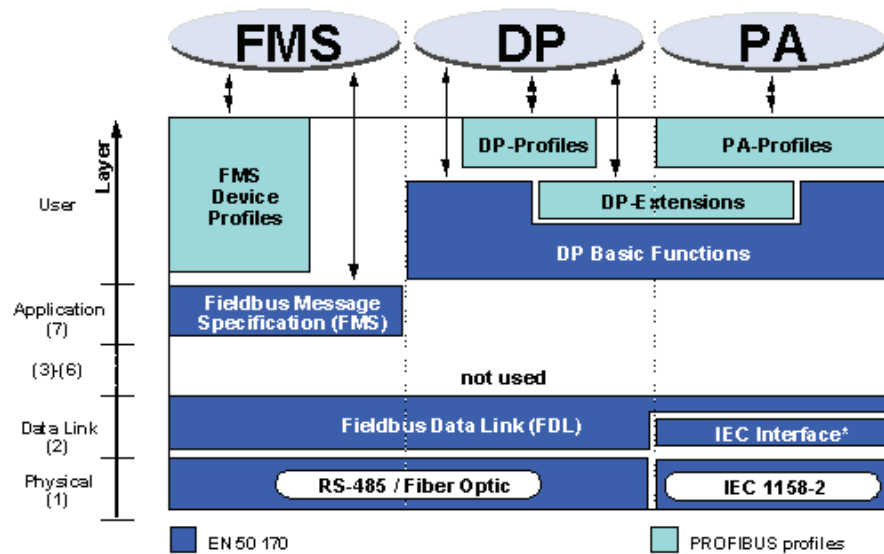 FMS
DP
PA
Layer
User
Application
(7)
(3)-(6)
Data Link
(2)
Physical
(1)
FMS
Device
Profiles
DP-Profiles
PA-Profiles
DP-Extensions
DP Basic Functions
Fieldbus Message
Specification (FMS)
not used
Fieldbus Data Link (FDL)
IEC Interface*
RS-485 / Fiber Optic
IEC 1158-2
EN 50 170
PROFIBUS profiles